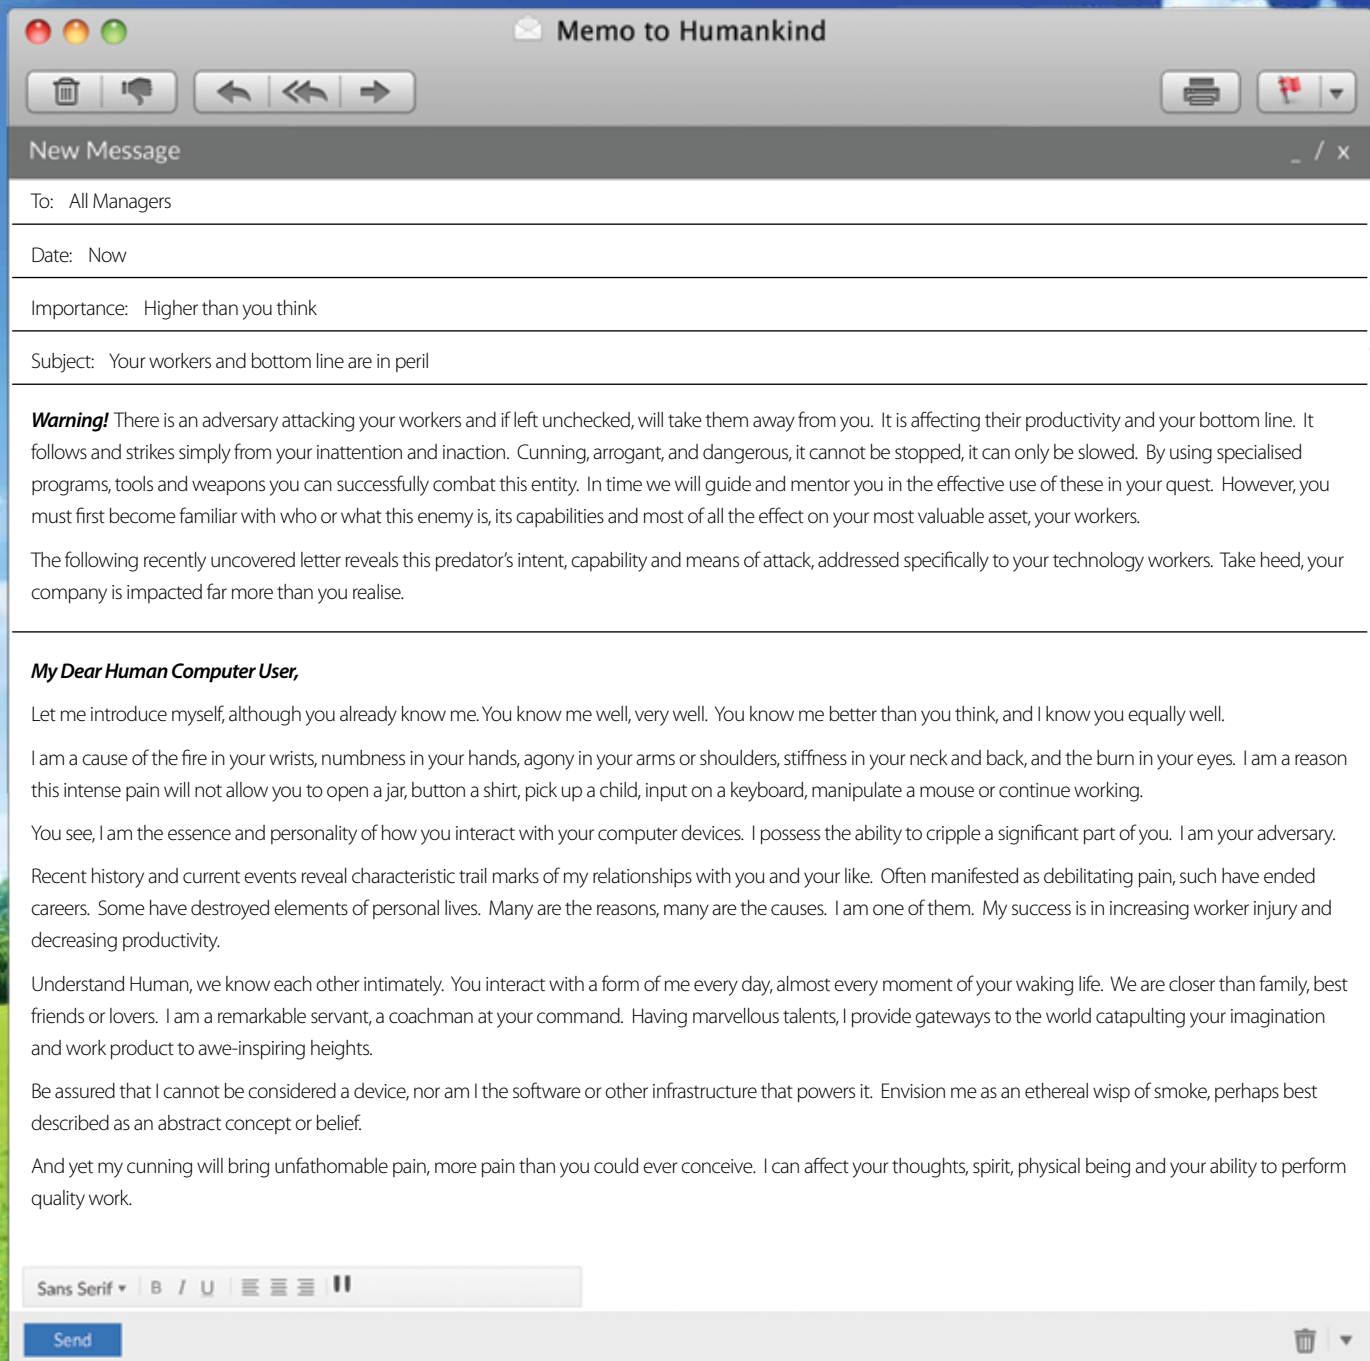 Memo to Humankind
New Message
_ / x
To: All Managers
Date: Now
Importance: Higher than you think
Subject: Your workers and bottom line are in peril
Warning! There is an adversary attacking your workers and if left unchecked, will take them away from you. It is affecting their productivity and your bottom line. It
follows and strikes simply from your inattention and inaction. Cunning, arrogant, and dangerous, it cannot be stopped, it can only be slowed. By using specialised
programs, tools and weapons you can successfully combat this entity. In time we will guide and mentor you in the effective use of these in your quest. However, you
must first become familiar with who or what this enemy is, its capabilities and most of all the effect on your most valuable asset, your workers.
The following recently uncovered letter reveals this predator's intent, capability and means of attack, addressed specifically to your technology workers. Take heed, your
company is impacted far more than you realise.
My Dear Human Computer User,
Let me introduce myself, although you already know me. You know me well, very well. You know me better than you think, and I know you equally well.
I am a cause of the fire in your wrists, numbness in your hands, agony in your arms or shoulders, stiffness in your neck and back, and the burn in your eyes. I am a reason
this intense pain will not allow you to open a jar, button a shirt, pick up a child, input on a keyboard, manipulate a mouse or continue working.
You see, I am the essence and personality of how you interact with your computer devices. I possess the ability to cripple a significant part of you. I am your adversary.
Recent history and current events reveal characteristic trail marks of my relationships with you and your like. Often manifested as debilitating pain, such have ended
careers. Some have destroyed elements of personal lives. Many are the reasons, many are the causes. I am one of them. My success is in increasing worker injury and
decreasing productivity.
Understand Human, we know each other intimately. You interact with a form of me every day, almost every moment of your waking life. We are closer than family, best
friends or lovers. I am a remarkable servant, a coachman at your command. Having marvellous talents, I provide gateways to the world catapulting your imagination
and work product to awe-inspiring heights.
Be assured that I cannot be considered a device, nor am I the software or other infrastructure that powers it. Envision me as an ethereal wisp of smoke, perhaps best
described as an abstract concept or belief.
And yet my cunning will bring unfathomable pain, more pain than you could ever conceive. I can affect your thoughts, spirit, physical being and your ability to perform
quality work.
Sans Serif B I U
Send